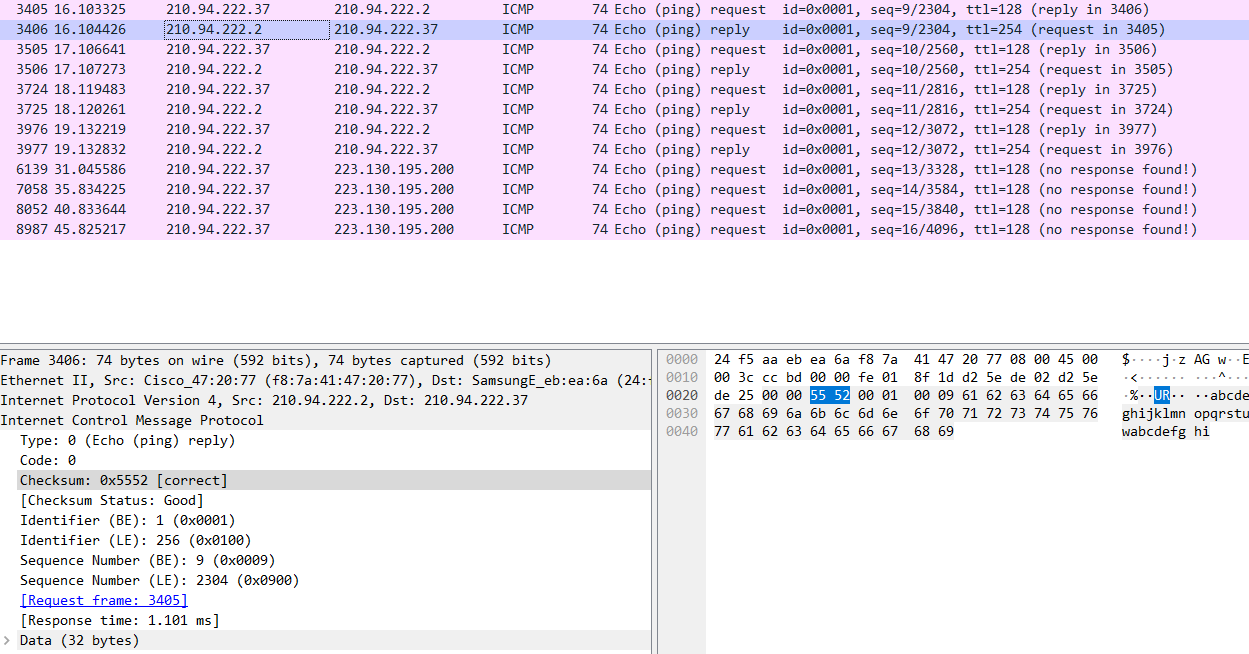 3405 16.103325 210.94.222.37 210.94.222.2 ICMP 74 Echo (ping) request id=0x0001, seq=9/2304, ttl=128 (reply in 3406)
3406 16.104426 210.94.222.2 210.94.222.37 ICMP 74 Echo (ping) reply id=0x0001, seq=9/2304, ttl=254 (request in 3405)
3505 17.106641 210.94.222.37 210.94.222.2 ICMP 74 Echo (ping) request id=0x0001, seq=10/2560, ttl=128 (reply in 3506)
3506 17.107273 210.94.222.2 210.94.222.37 ICMP 74 Echo (ping) reply id=0x0001, seq=10/2560, ttl=254 (request in 3505)
3724 18.119483 210.94.222.37 210.94.222.2 ICMP 74 Echo (ping) request id=0x0001, seq=11/2816, ttl=128 (reply in 3725)
3725 18.120261 210.94.222.2 210.94.222.37 ICMP 74 Echo (ping) reply id=0x0001, seq=11/2816, ttl=254 (request in 3724)
3976 19.132219 210.94.222.37 210.94.222.2 ICMP 74 Echo (ping) request id=0x0001, seq=12/3072, ttl=128 (reply in 3977)
3977 19.132832 210.94.222.2 210.94.222.37 ICMP 74 Echo (ping) reply id=0x0001, seq=12/3072, ttl=254 (request in 3976)
6139 31.045586 210.94.222.37 223.130.195.200 ICMP 74 Echo (ping) request id=0x0001, seq=13/3328, ttl=128 (no response found!)
7058 35.834225 210.94.222.37 223.130.195.200 ICMP 74 Echo (ping) request id=0x0001, seq=14/3584, ttl=128 (no response found!)
8052 40.833644 210.94.222.37 223.130.195.200 ICMP 74 Echo (ping) request id=0x0001, seq=15/3840, ttl=128 (no response found!)
8987 45.825217 210.94.222.37 223.130.195.200 ICMP 74 Echo (ping) request id=0x0001, seq=16/4096, ttl=128 (no response found!)
Frame 3406: 74 bytes on wire (592 bits), 74 bytes captured (592 bits)
Ethernet II, Src: Cisco_47:20:77 (f8:7a:41:47:20:77), Dst: SamsungE_eb:ea:6a (24:
Internet Protocol Version 4, Src: 210.94.222.2, Dst: 210.94.222.37
Internet Control Message Protocol
Type: 0 (Echo (ping) reply)
Code: 0
Checksum: 0x5552 [correct]
[Checksum Status: Good]
Identifier (BE): 1 (0x0001)
Identifier (LE): 256 (0x0100)
Sequence Number (BE): 9 (0x0009)
Sequence Number (LE): 2304 (0x0900)
[Request frame: 3405]
[Response time: 1.101 ms]
Data (32 bytes)
0000 24 f5 aa eb ea 6a f8 7a 41 47 20 77 08 00 45 00 $····j·z AG w··E
0010 00 3c cc bd 00 00 fe 01 8f 1d d2 5e de 02 d2 5e ·<······ ···^···
0020 de 25 00 00 55 52 00 01 00 09 61 62 63 64 65 66 ·%··UR·· ··abcde
0030 67 68 69 6a 6b 6c 6d 6e 6f 70 71 72 73 74 75 76 ghijklmn opqrstu
0040 77 61 62 63 64 65 66 67 68 69 wabcdefg hi